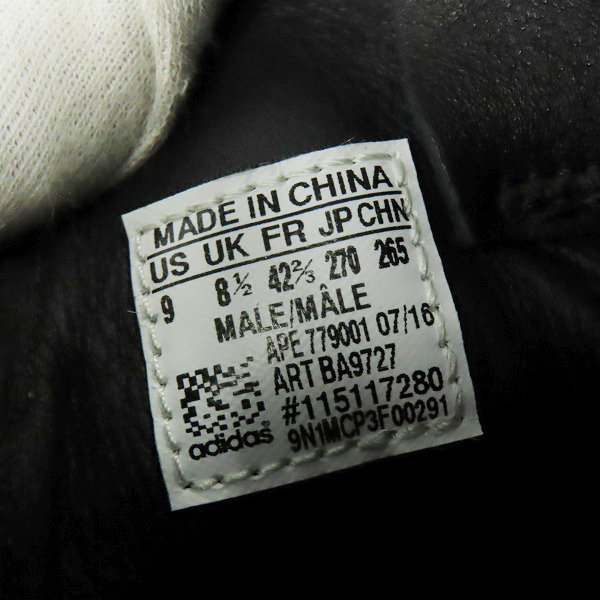 MADE IN CHINA
US UK FR JP CHN
9 8½ 42⅔ 270 265
MALE/MÂLE
APE 779001 07/16
ART BA9727
#115117280
9N1MCP3F00291
adidas